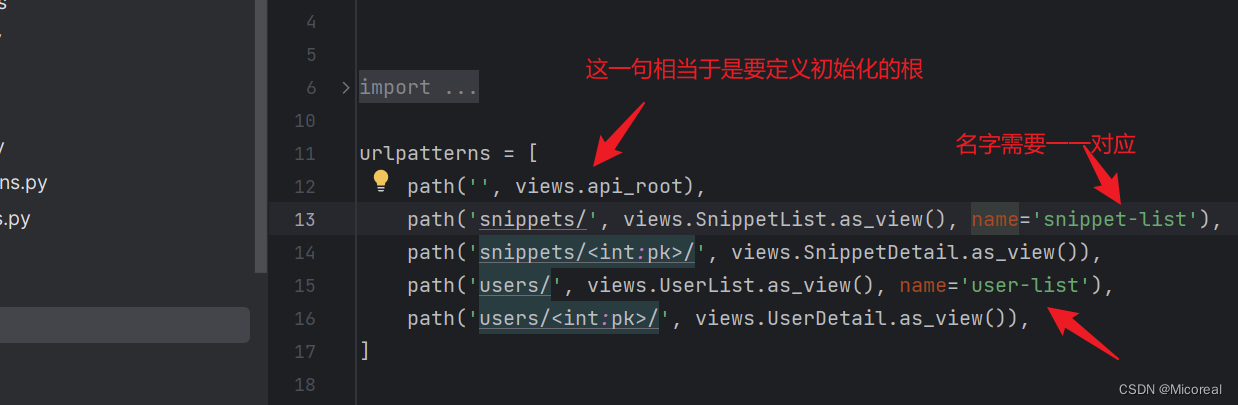 s
4
5
这一句相当于是要定义初始化的根
6 import ...
10
名字需要一一对应
11 urlpatterns = [
y
12 path('', views.api_root),
ns.py
13 path('snippets/', views.SnippetList.as_view(), name='snippet-list'),
s.py
14 path('snippets/<int:pk>/', views.SnippetDetail.as_view()),
15 path('users/', views.UserList.as_view(), name='user-list'),
16 path('users/<int:pk>/', views.UserDetail.as_view()),
17 ]
18
CSDN @Micoreal